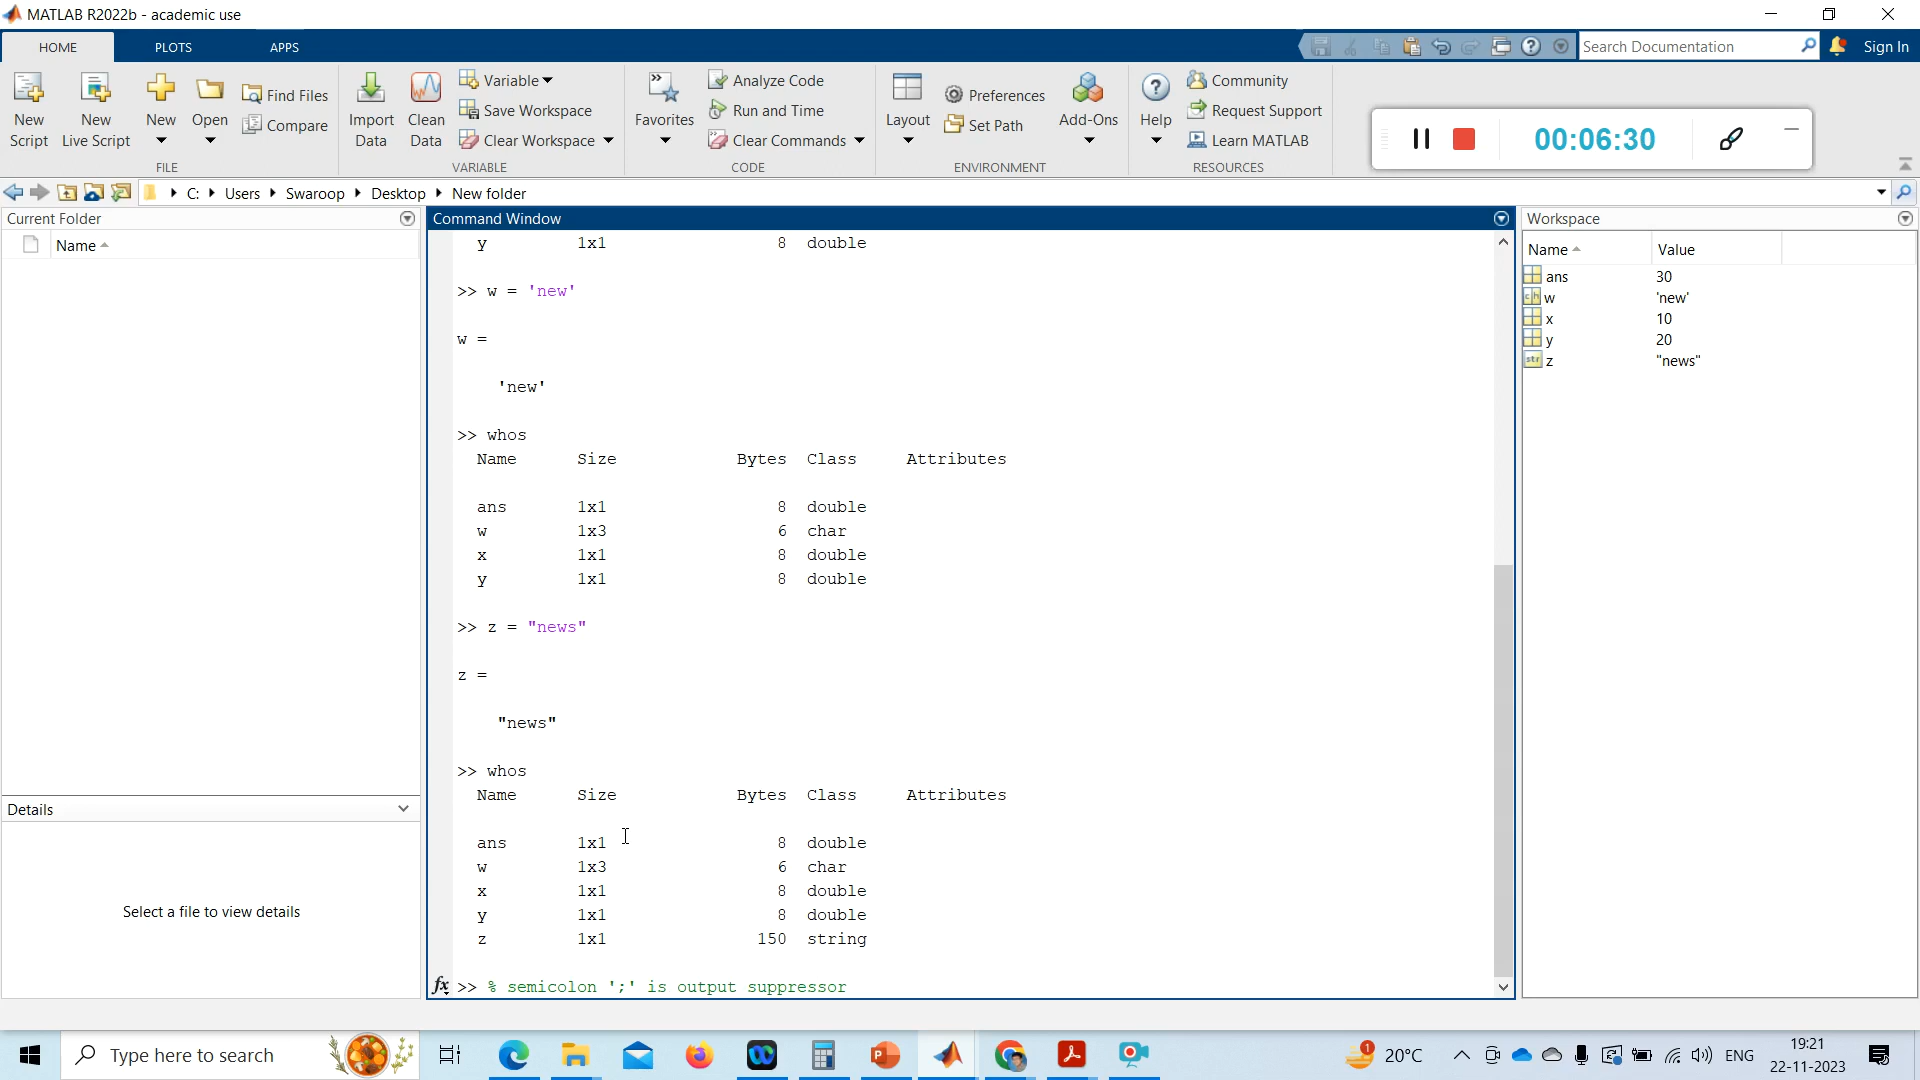 MATLAB R2022b - academic use
HOME PLOTS APPS
Search Documentation
Sign In
New Script
New Live Script
New
Open
Find Files
Compare
FILE
Import Data
Clean Data
Variable
Save Workspace
Clear Workspace
VARIABLE
Favorites
Analyze Code
Run and Time
Clear Commands
CODE
Layout
Preferences
Set Path
Add-Ons
ENVIRONMENT
Help
Community
Request Support
Learn MATLAB
RESOURCES
00:06:30
C: Users Swaroop Desktop New folder
Current Folder
Name
Details
Select a file to view details
Command Window
y 1x1 8 double
>> w = 'new'
w =
'new'
>> whos
Name Size Bytes Class Attributes
ans 1x1 8 double
w 1x3 6 char
x 1x1 8 double
y 1x1 8 double
>> z = "news"
z =
"news"
>> whos
Name Size Bytes Class Attributes
ans 1x1 8 double
w 1x3 6 char
x 1x1 8 double
y 1x1 8 double
z 1x1 150 string
fx >> % semicolon ';' is output suppressor
Workspace
Name Value
ans 30
ch w 'new'
x 10
y 20
str z "news"
Type here to search
1
20°C
ENG
19:21
22-11-2023